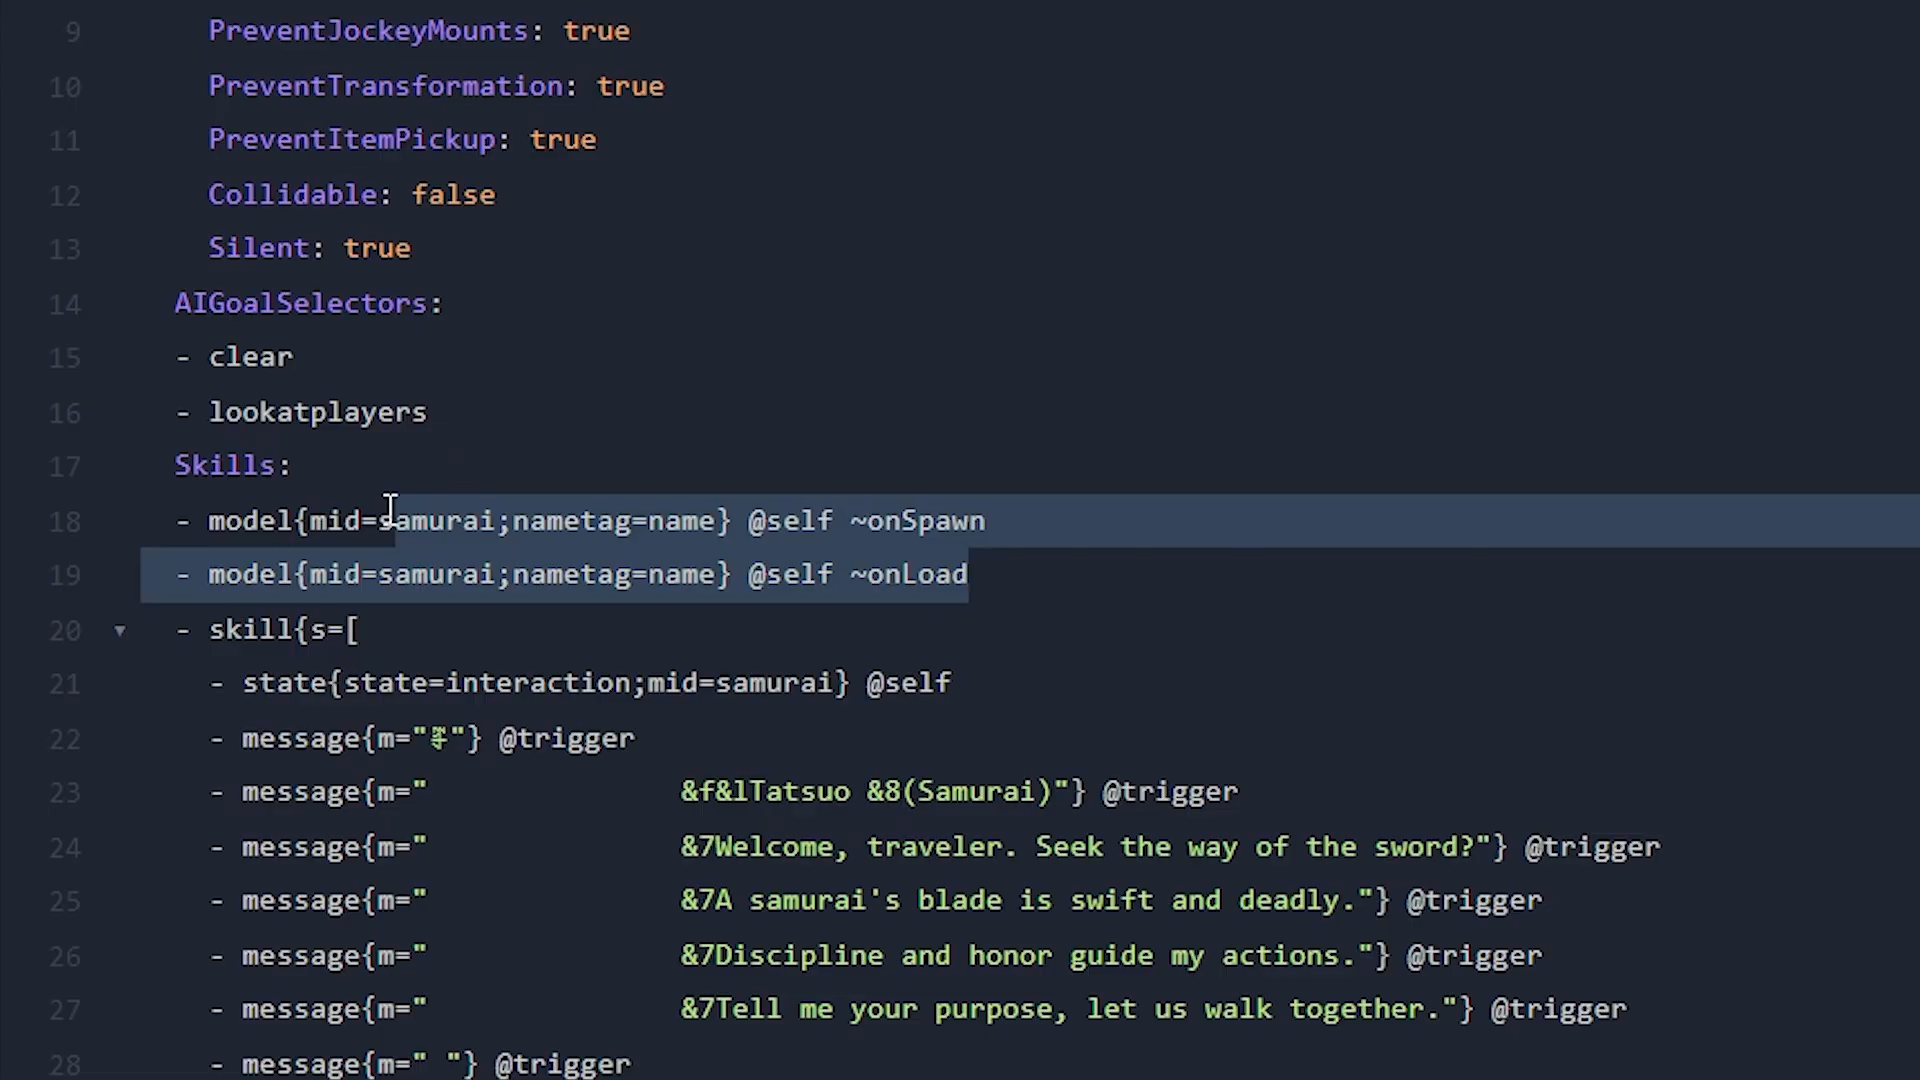 9 PreventJockeyMounts: true
10 PreventTransformation: true
11 PreventItemPickup: true
12 Collidable: false
13 Silent: true
14 AIGoalSelectors:
15 - clear
16 - lookatplayers
17 Skills:
18 - model{mid=samurai;nametag=name} @self ~onSpawn
19 - model{mid=samurai;nametag=name} @self ~onLoad
20 - skill{s=[
21 - state{state=interaction;mid=samurai} @self
22 - message{m=""} @trigger
23 - message{m="               &f&lTatsuo &8(Samurai)"} @trigger
24 - message{m="               &7Welcome, traveler. Seek the way of the sword?"} @trigger
25 - message{m="               &7A samurai's blade is swift and deadly."} @trigger
26 - message{m="               &7Discipline and honor guide my actions."} @trigger
27 - message{m="               &7Tell me your purpose, let us walk together."} @trigger
28 - message{m=" "} @trigger